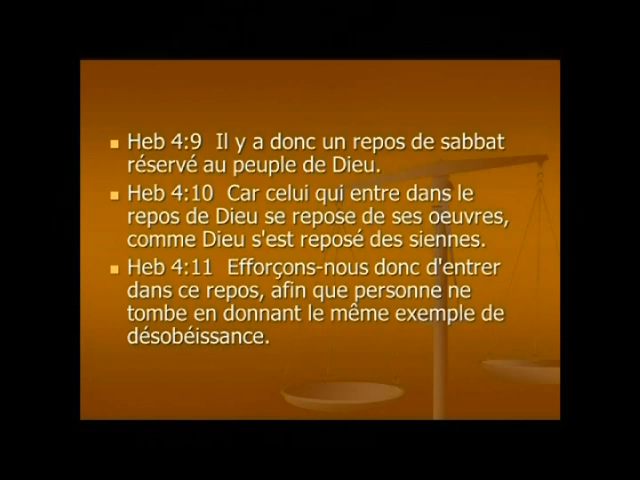 Heb 4:9 Il y a donc un repos de sabbat
réservé au peuple de Dieu.
Heb 4:10 Car celui qui entre dans le
repos de Dieu se repose de ses oeuvres,
comme Dieu s'est reposé des siennes.
Heb 4:11 Efforçons-nous donc d'entrer
dans ce repos, afin que personne ne
tombe en donnant le même exemple de
désobéissance.